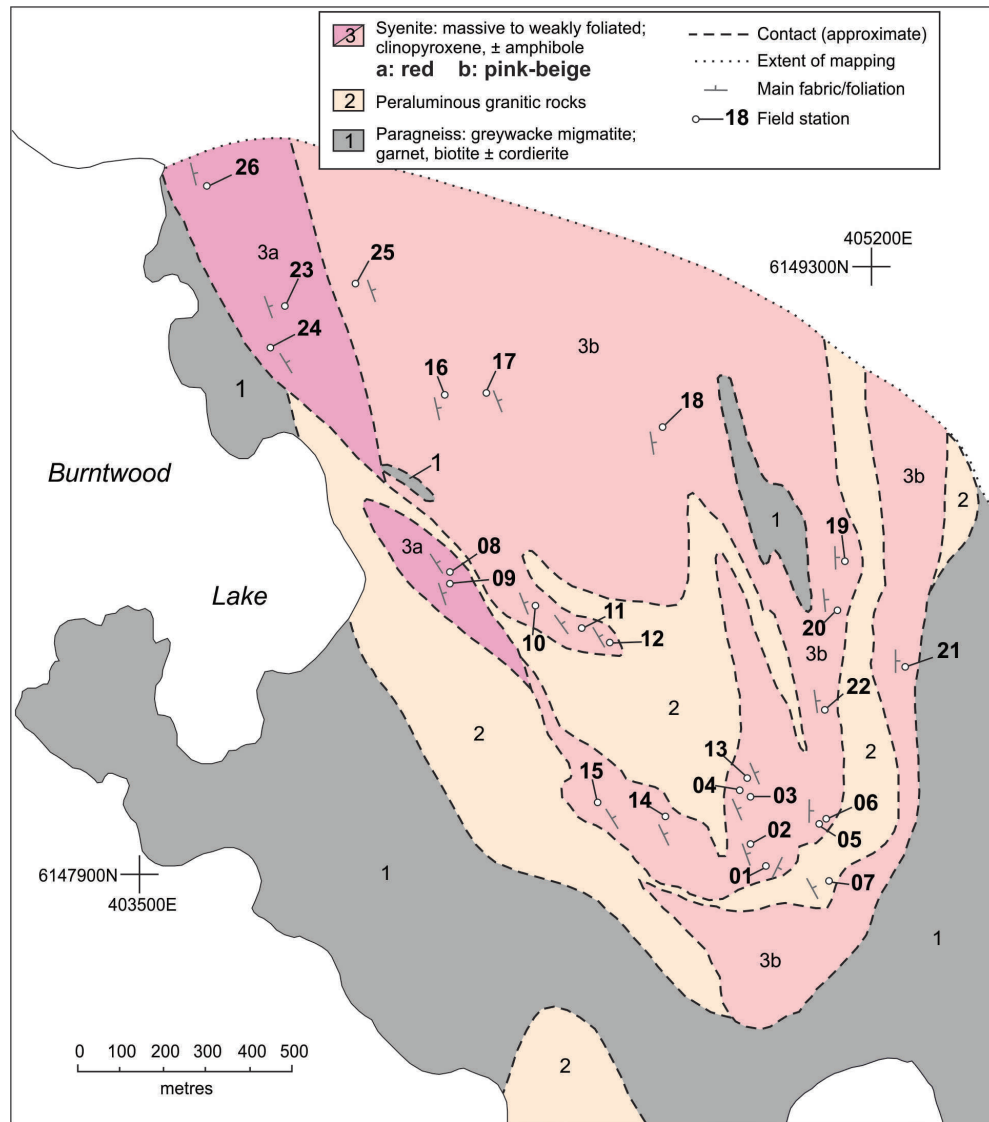 3 Syenite: massive to weakly foliated;
clinopyroxene, ± amphibole
a: red b: pink-beige
2 Peraluminous granitic rocks
1 Paragneiss: greywacke migmatite;
garnet, biotite ± cordierite
Contact (approximate)
Extent of mapping
Main fabric/foliation
18 Field station
26
405200E
6149300N
3a
25
23
24
3b
16
17
1
18
1
3b
2
Burntwood
1
19
3a
08
09
Lake
10
11
12
20
3b
21
22
2
2
2
13
04
03
15
14
06
05
02
01
07
6147900N
403500E
1
1
3b
0 100 200 300 400 500
metres
2